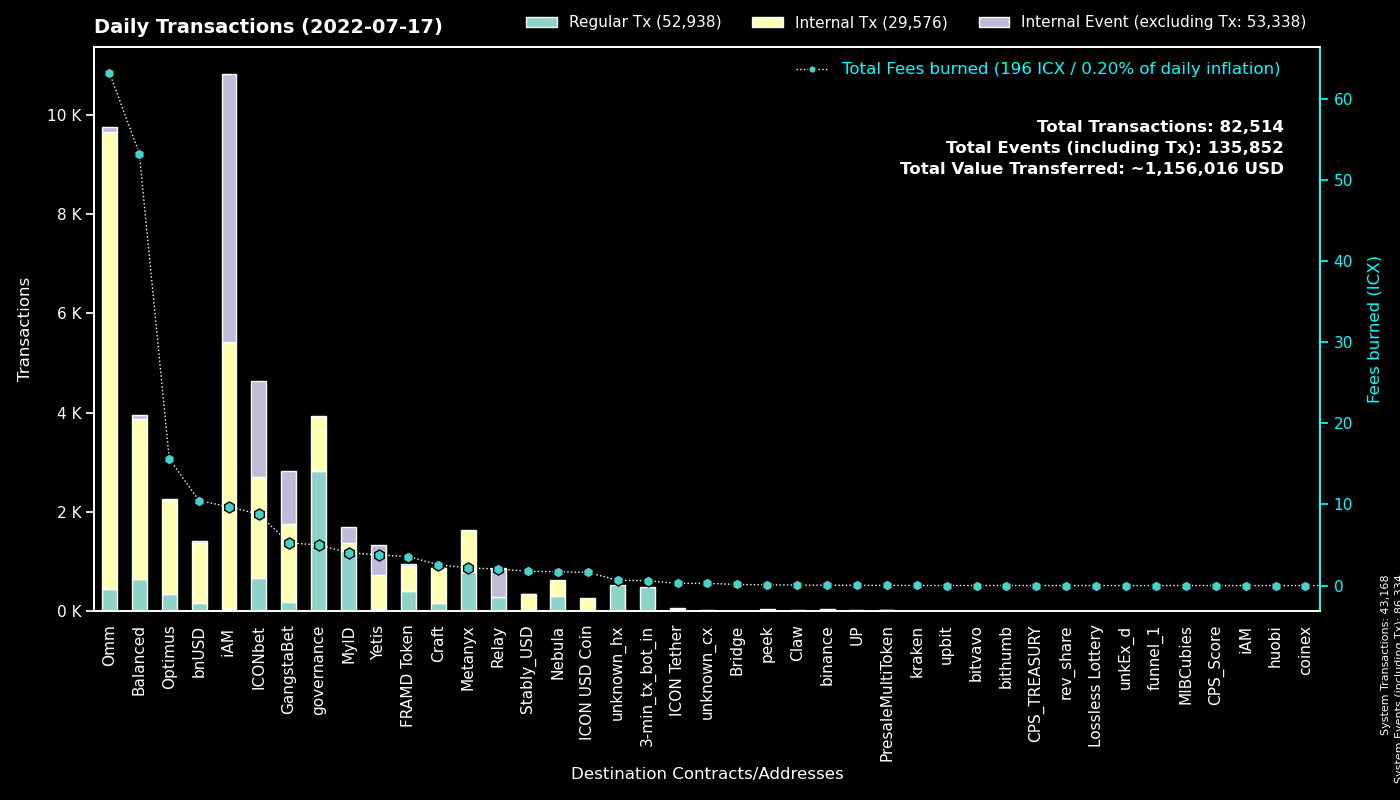 Daily Transactions (2022-07-17)
Regular Tx (52,938)
Internal Tx (29,576)
Internal Event (excluding Tx: 53,338)
Total Fees burned (196 ICX / 0.20% of daily inflation)
Total Transactions: 82,514
Total Events (including Tx): 135,852
Total Value Transferred: ~1,156,016 USD
Transactions
10 K
8 K
6 K
4 K
2 K
0 K
60
50
40
30
20
10
0
Fees burned (ICX)
Omm
Balanced
Optimus
bnUSD
iAM
ICONbet
GangstaBet
governance
MyID
Yetis
FRAMD Token
Craft
Metanyx
Relay
Stably_USD
Nebula
ICON USD Coin
unknown_hx
3-min_tx_bot_in
ICON Tether
unknown_cx
Bridge
peek
Claw
binance
UP
PresaleMultiToken
kraken
upbit
bitvavo
bithumb
CPS_TREASURY
rev_share
Lossless Lottery
unkEx_d
funnel_1
MIBCubies
CPS_Score
iAM
huobi
coinex
Destination Contracts/Addresses
System Transactions: 43,168
System Events (including Tx): 86,334